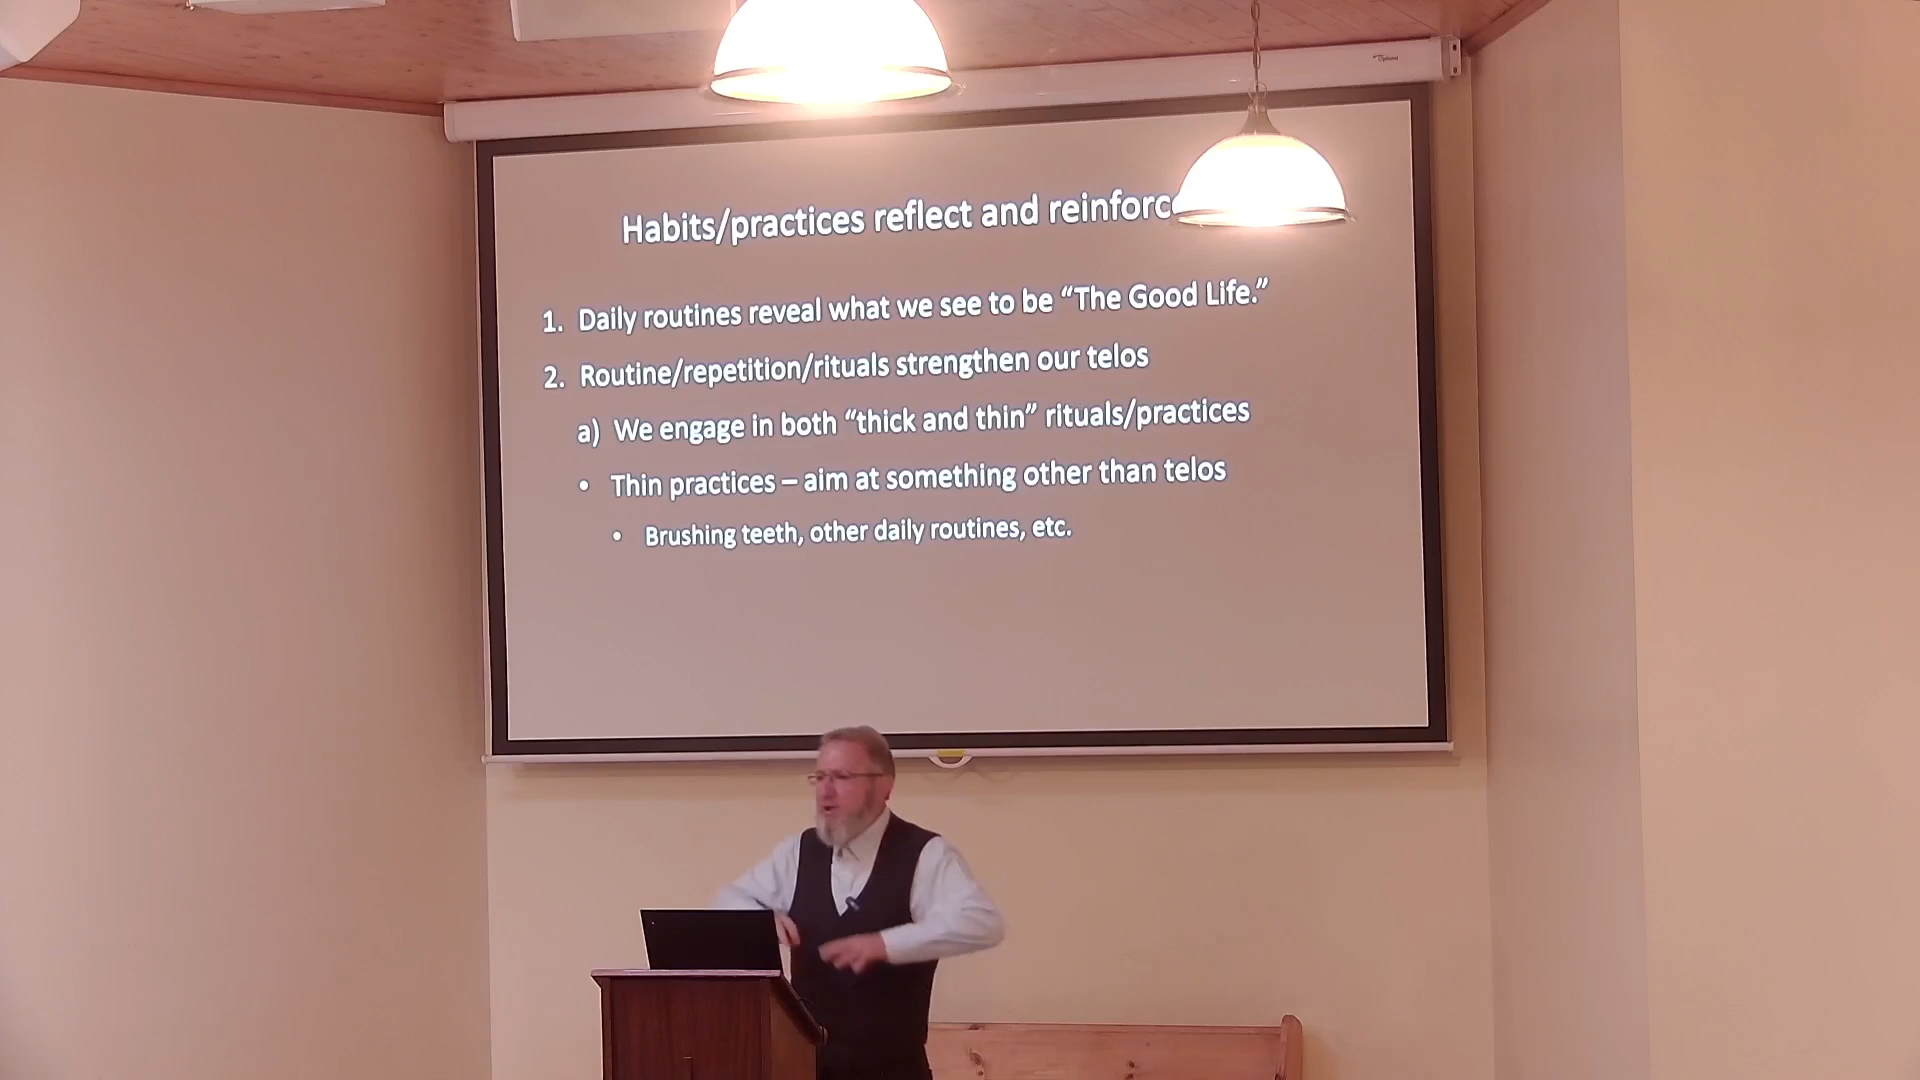 Optoma
Habits/practices reflect and reinforce
1. Daily routines reveal what we see to be “The Good Life.”
2. Routine/repetition/rituals strengthen our telos
a) We engage in both “thick and thin” rituals/practices
• Thin practices – aim at something other than telos
• Brushing teeth, other daily routines, etc.